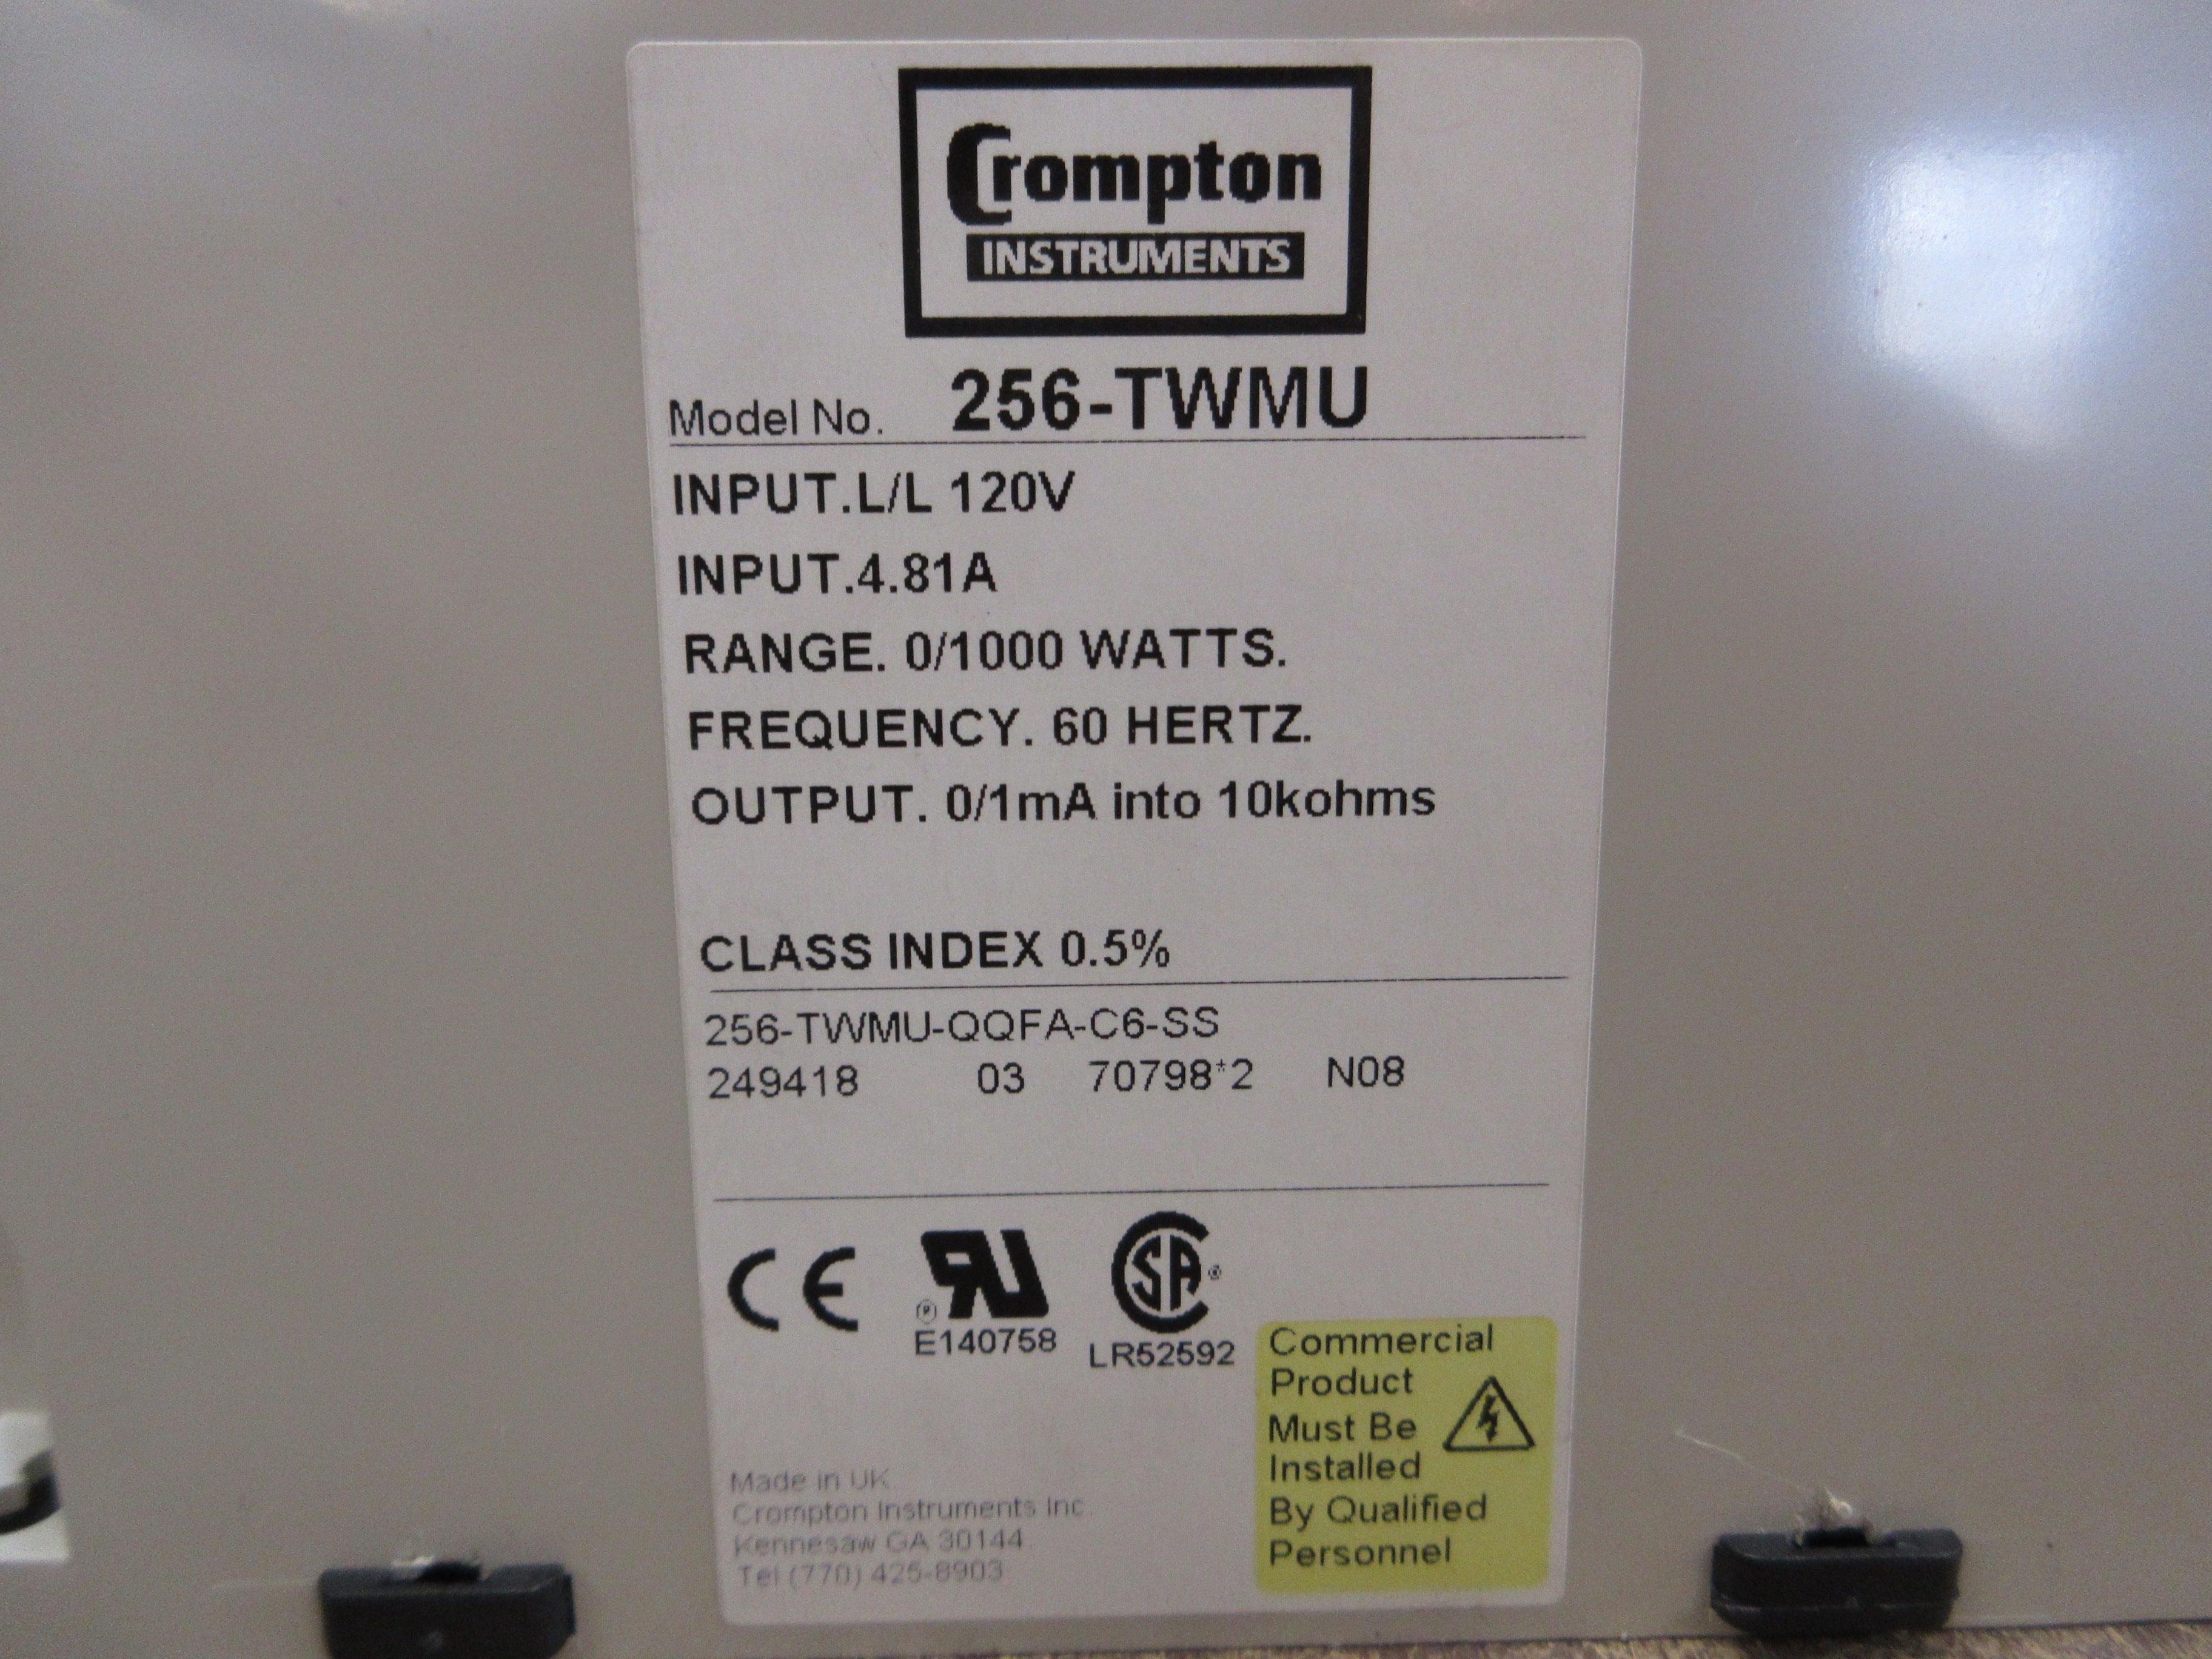 Crompton
INSTRUMENTS
Model No. 256-TWMU
INPUT.L/L 120V
INPUT.4.81A
RANGE. 0/1000 WATTS.
FREQUENCY. 60 HERTZ.
OUTPUT. 0/1mA into 10kohms
CLASS INDEX 0.5%
256-TWMU-QQFA-C6-SS
249418 03 70798*2 N08
CE RU ® SA ®
E140758 LR52592
Commercial
Product
Must Be
Installed
By Qualified
Personnel
Made in UK.
Crompton Instruments Inc.
Kennesaw GA 30144
Tel (770) 425-8903